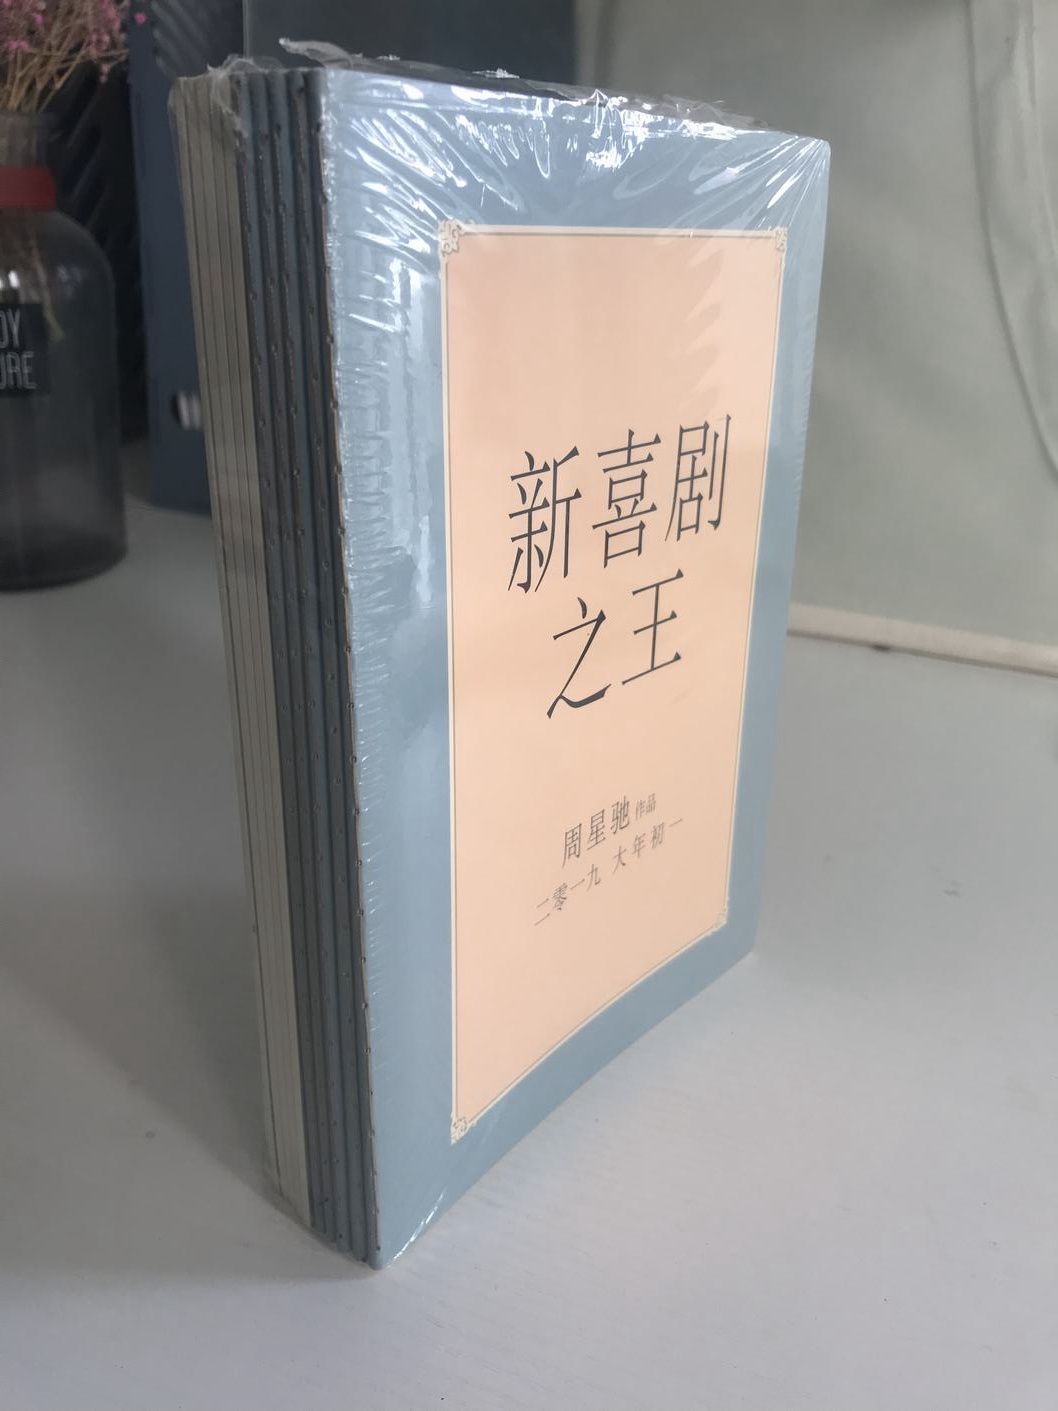 新喜剧
之王
周星驰作品
二零一九 大年初一